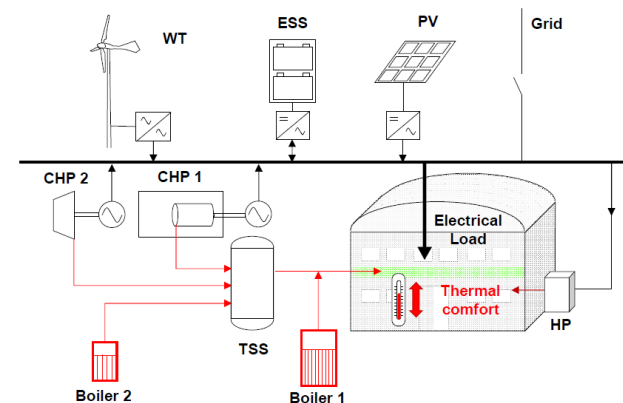 WT
ESS
PV
Grid
CHP 2
CHP 1
Electrical
Load
Thermal
comfort
HP
TSS
Boiler 2
Boiler 1